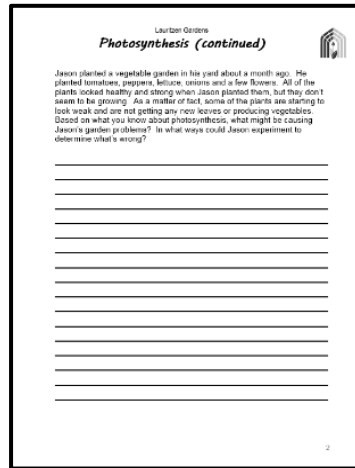 Lauritzen Gardens
Photosynthesis (continued)
Jason planted a vegetable garden in his yard about a month ago. He
planted tomatoes, peppers, lettuce, onions and a few flowers. All of the
plants looked healthy and strong when Jason planted them, but they don't
seem to be growing. As a matter of fact, some of the plants are starting to
look weak and are not getting any new leaves or producing vegetables.
Based on what you know about photosynthesis, what might be causing
Jason's garden problems? In what ways could Jason experiment to
determine what's wrong?
2